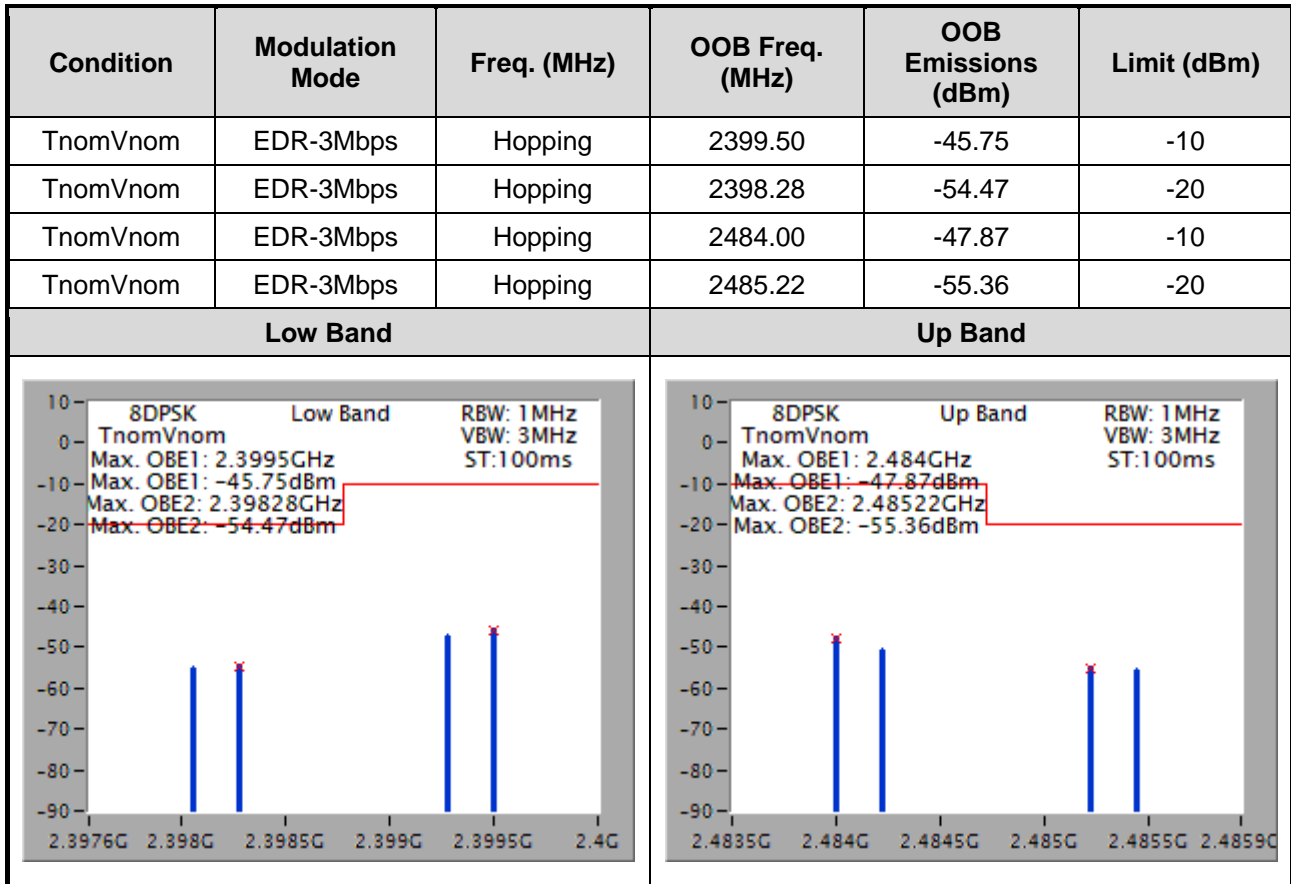 Condition Modulation Mode Freq. (MHz) OOB Freq. (MHz) OOB Emissions (dBm) Limit (dBm)
TnomVnom EDR-3Mbps Hopping 2399.50 -45.75 -10
TnomVnom EDR-3Mbps Hopping 2398.28 -54.47 -20
TnomVnom EDR-3Mbps Hopping 2484.00 -47.87 -10
TnomVnom EDR-3Mbps Hopping 2485.22 -55.36 -20
Low Band Up Band
8DPSK Low Band RBW: 1MHz
TnomVnom VBW: 3MHz
Max. OBE1: 2.3995GHz ST:100ms
Max. OBE1: -45.75dBm
Max. OBE2: 2.39828GHz
Max. OBE2: -54.47dBm
10
0
-10
-20
-30
-40
-50
-60
-70
-80
-90
2.3976G 2.398G 2.3985G 2.399G 2.3995G 2.4G
8DPSK Up Band RBW: 1MHz
TnomVnom VBW: 3MHz
Max. OBE1: 2.484GHz ST:100ms
Max. OBE1: -47.87dBm
Max. OBE2: 2.48522GHz
Max. OBE2: -55.36dBm
10
0
-10
-20
-30
-40
-50
-60
-70
-80
-90
2.4835G 2.484G 2.4845G 2.485G 2.4855G 2.4859G